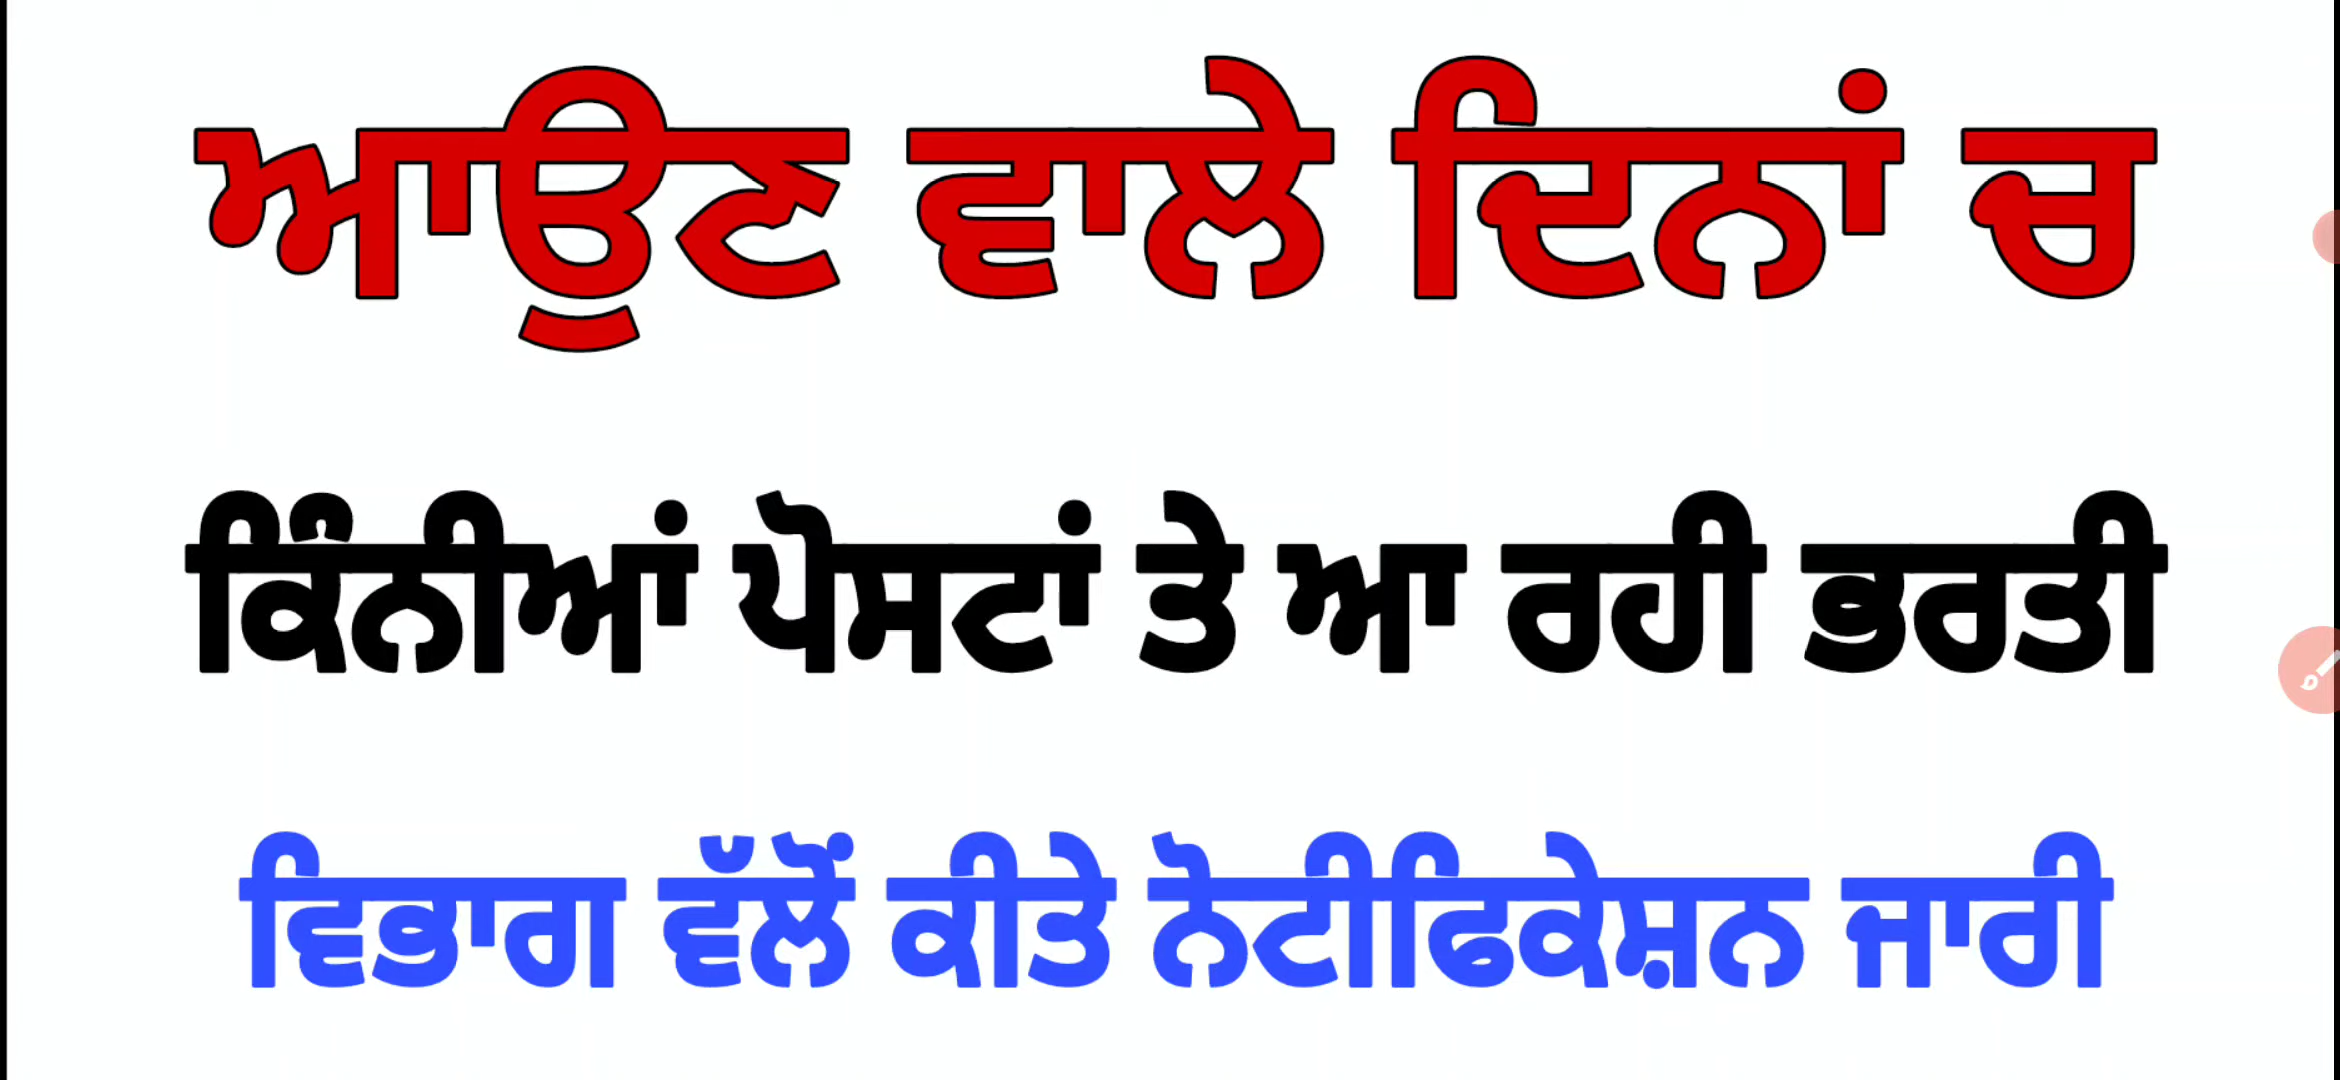 ਆਉਣ ਵਾਲੇ ਦਿਨਾਂ ਚ
ਕਿੰਨੀਆਂ ਪੋਸਟਾਂ ਤੇ ਆ ਰਹੀ ਭਰਤੀ
ਵਿਭਾਗ ਵੱਲੋਂ ਕੀਤੇ ਨੋਟੀਫਿਕੇਸ਼ਨ ਜਾਰੀ